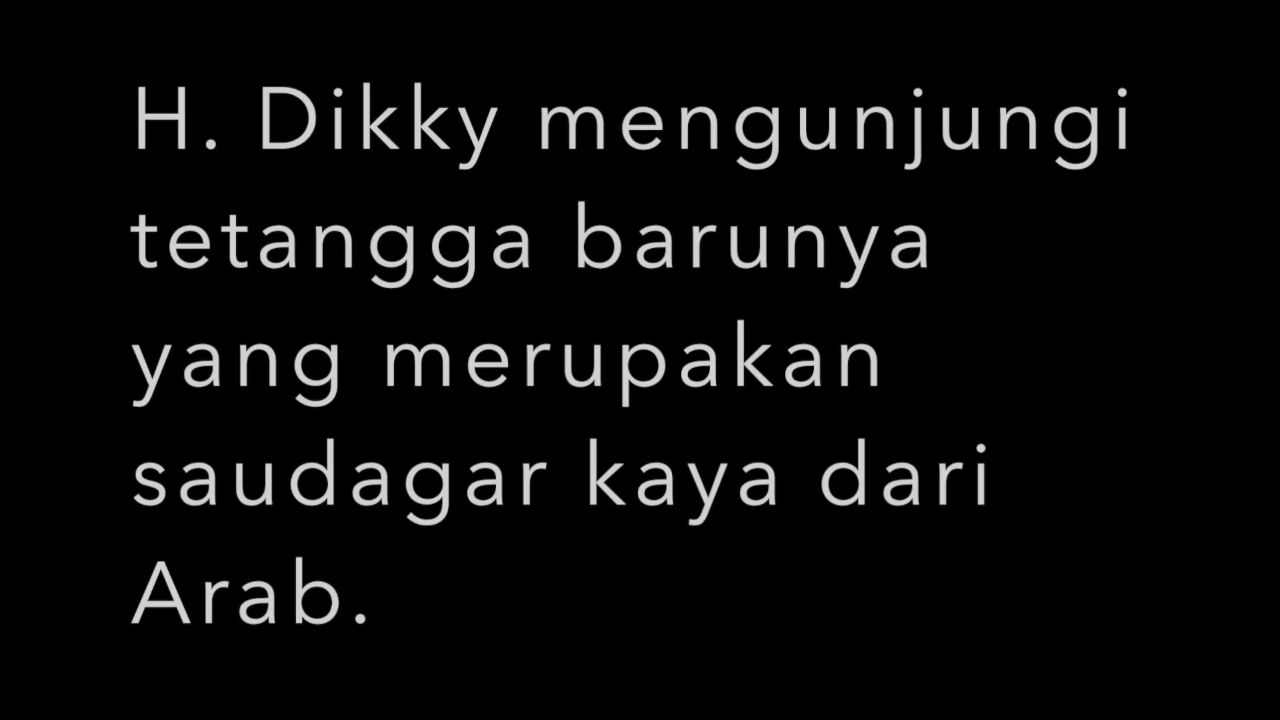 H. Dikky mengunjungi
tetangga barunya
yang merupakan
saudagar kaya dari
Arab.